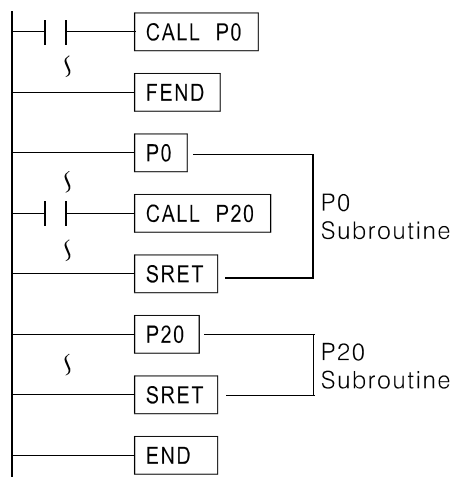 CALL P0
FEND
P0
CALL P20
P0
Subroutine
SRET
P20
P20
Subroutine
SRET
END